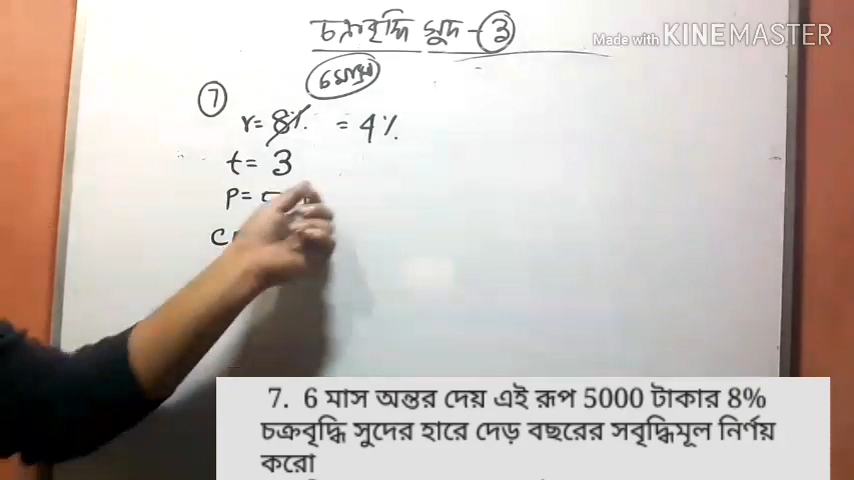 চক্রবৃদ্ধি সুদ - 3
Made with KINEMASTER
6 মাস
7
r = 8% = 4%
t = 3
P =
C
7. 6 মাস অন্তর দেয় এই রূপ 5000 টাকার 8%
চক্রবৃদ্ধি সুদের হারে দেড় বছরের সবৃদ্ধিমূল নির্ণয়
করো